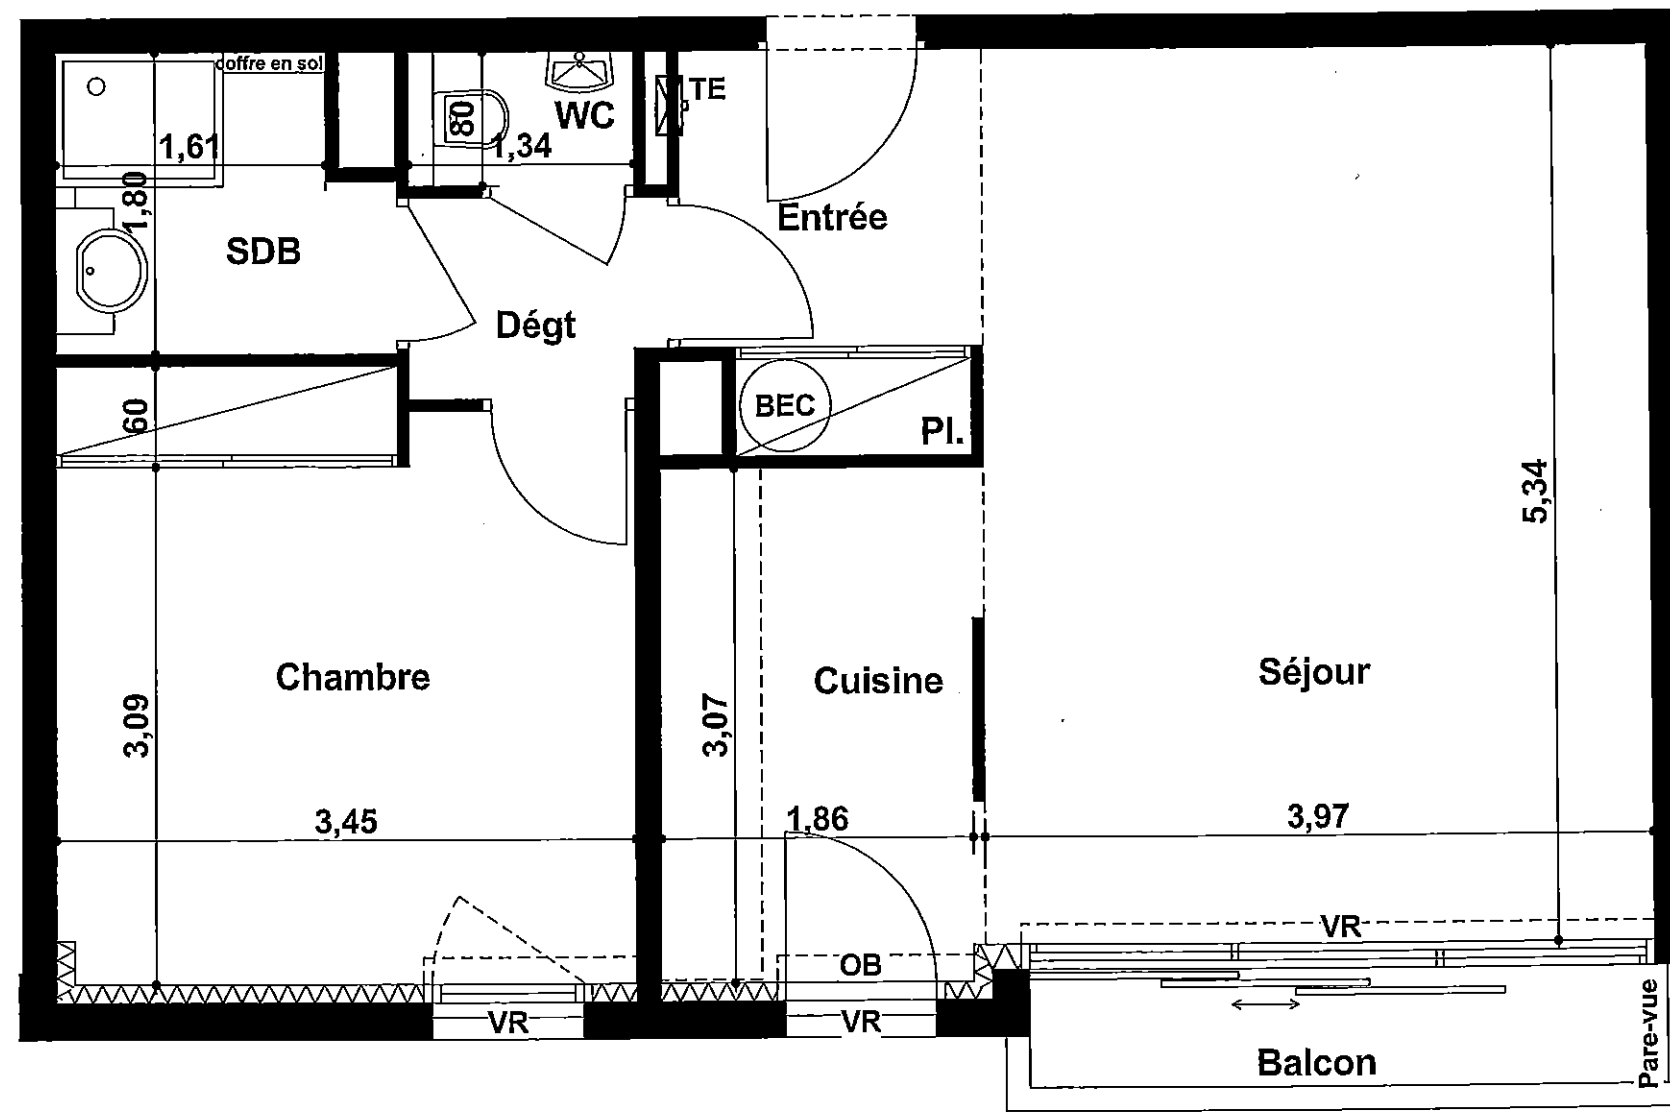 coffre en sol
TE
80
WC
1,61
1,34
1,80
Entrée
SDB
Dégt
60
BEC
Pl.
5,34
Chambre
Cuisine
Séjour
3,09
3,07
3,45
1,86
3,97
VR
OB
VR
VR
Pare-vue
Balcon